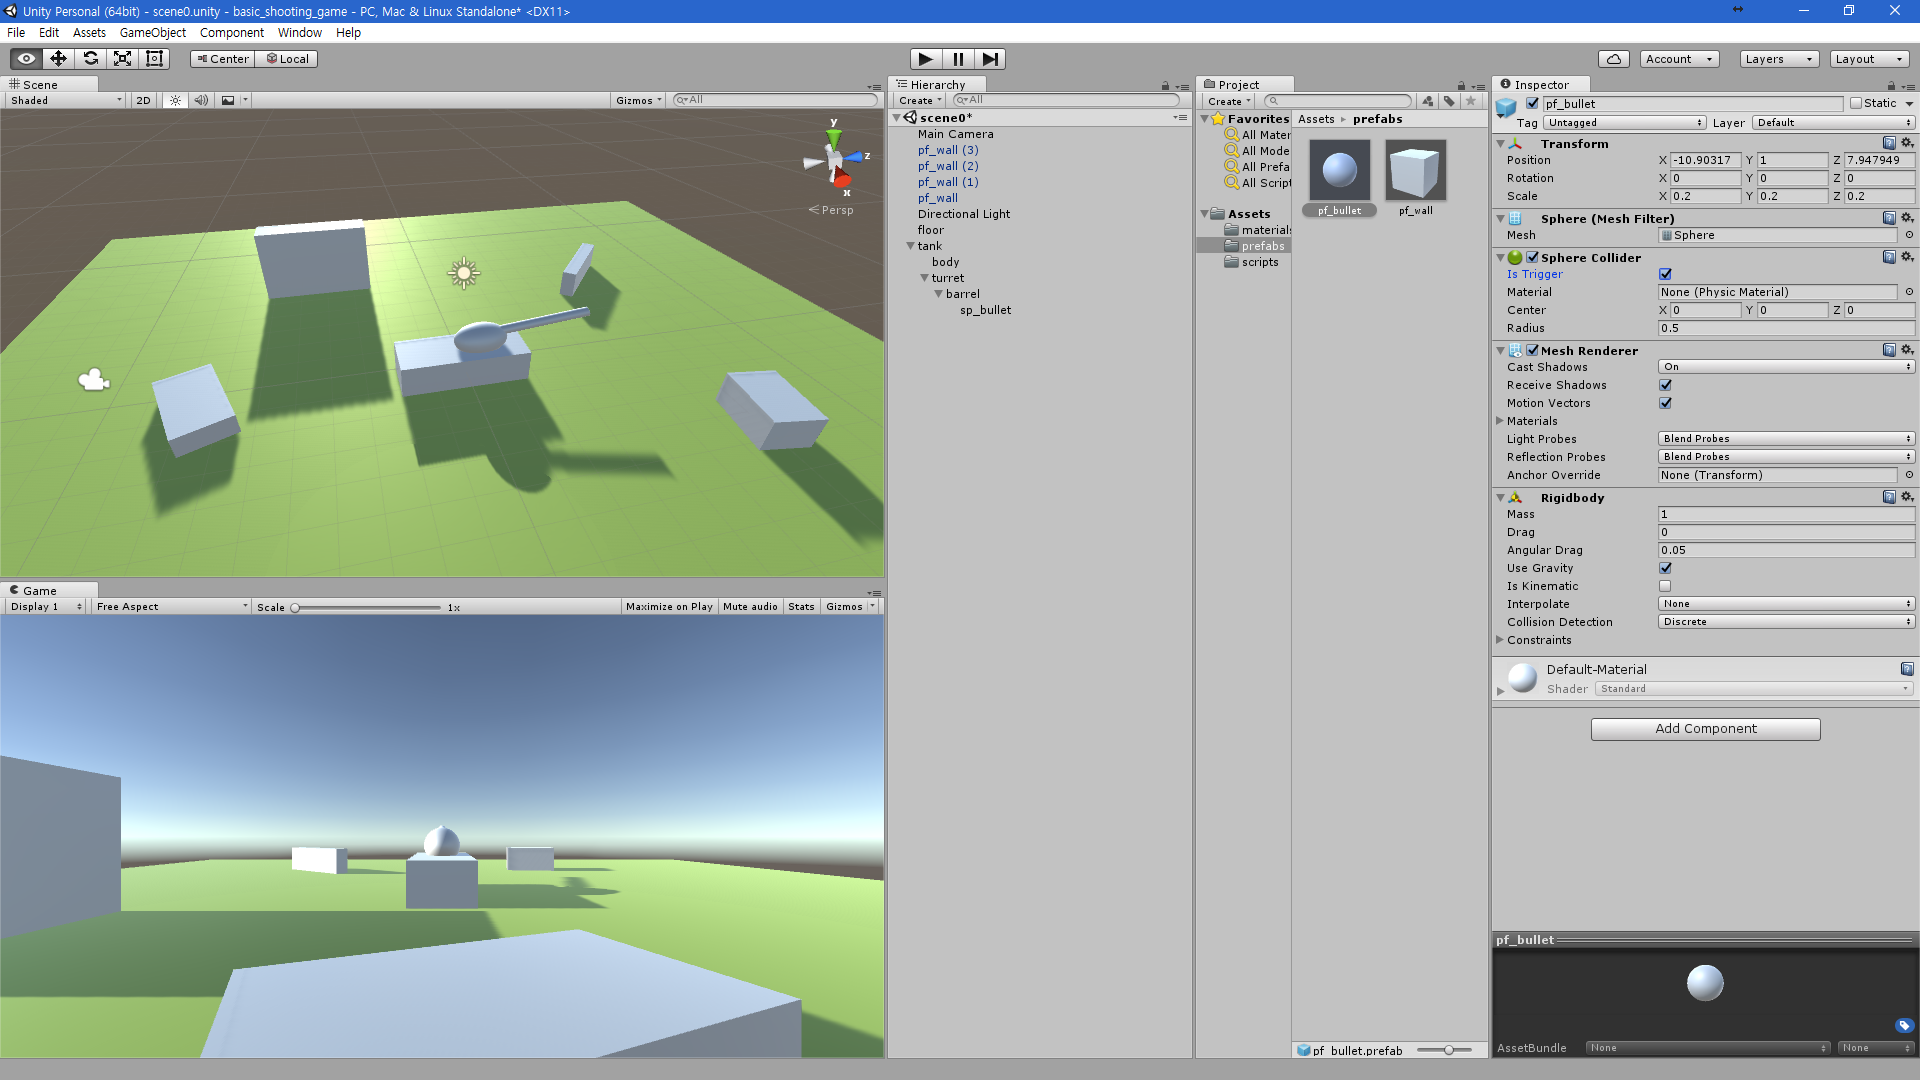 Unity Personal (64bit) - scene0.unity - basic_shooting_game - PC, Mac & Linux Standalone* <DX11>
File Edit Assets GameObject Component Window Help
Center Local Account Layers Layout
Scene
Shaded 2D Gizmos All
y
z
x
Persp
Game
Display 1 Free Aspect Scale 1x Maximize on Play Mute audio Stats Gizmos
Hierarchy
Create All
scene0*
Main Camera
pf_wall (3)
pf_wall (2)
pf_wall (1)
pf_wall
Directional Light
floor
tank
body
turret
barrel
sp_bullet
Project
Create
Favorites
All Mater
All Mode
All Prefa
All Script
Assets
materials
prefabs
scripts
Assets prefabs
pf_bullet pf_wall
pf_bullet.prefab
Inspector
pf_bullet Static
Tag Untagged Layer Default
Transform
Position X -10.90317 Y 1 Z 7.947949
Rotation X 0 Y 0 Z 0
Scale X 0.2 Y 0.2 Z 0.2
Sphere (Mesh Filter)
Mesh Sphere
Sphere Collider
Is Trigger
Material None (Physic Material)
Center X 0 Y 0 Z 0
Radius 0.5
Mesh Renderer
Cast Shadows On
Receive Shadows
Motion Vectors
Materials
Light Probes Blend Probes
Reflection Probes Blend Probes
Anchor Override None (Transform)
Rigidbody
Mass 1
Drag 0
Angular Drag 0.05
Use Gravity
Is Kinematic
Interpolate None
Collision Detection Discrete
Constraints
Default-Material
Shader Standard
Add Component
pf_bullet
AssetBundle None None